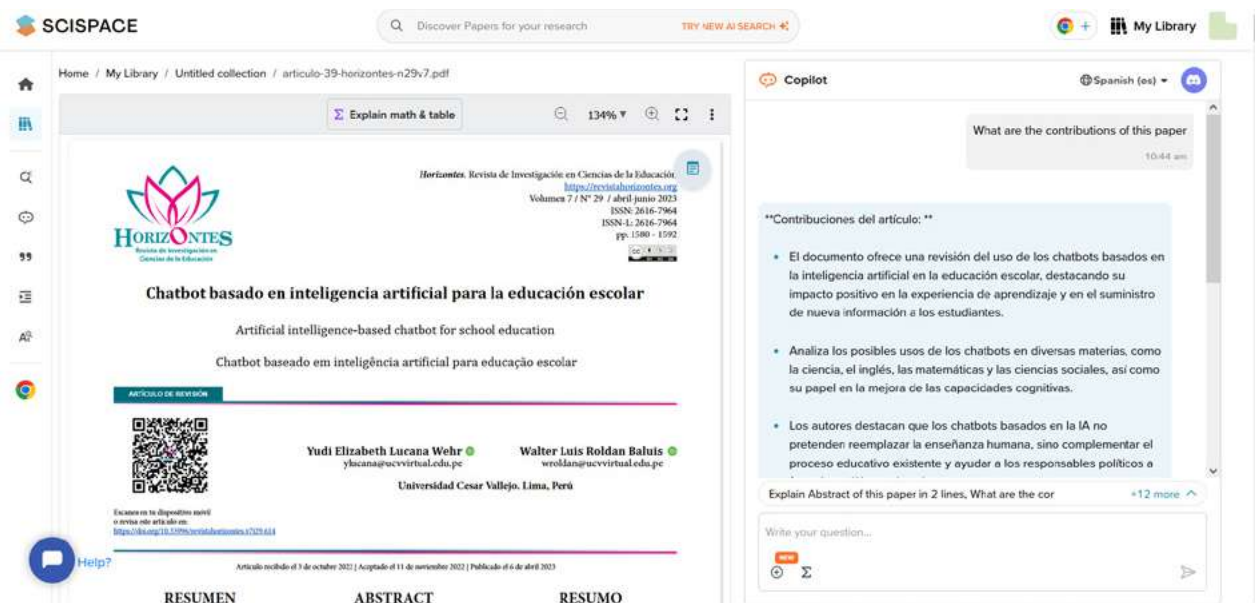 SCISPACE
Discover Papers for your research
TRY NEW AI SEARCH
My Library
Home / My Library / Untitled collection / articulo-39-horizontes-n29v7.pdf
Explain math & table
134%
HORIZONTES
Revista de Investigación en
Ciencias de la Educación
Horizontes. Revista de Investigación en Ciencias de la Educación
https://revistahorizontes.org
Volumen 7 / N° 29 / abril-junio 2023
ISSN: 2616-7964
ISSN-L: 2616-7964
pp. 1580 - 1592
Chatbot basado en inteligencia artificial para la educación escolar
Artificial intelligence-based chatbot for school education
Chatbot baseado em inteligência artificial para educação escolar
ARTÍCULO DE REVISIÓN
Yudi Elizabeth Lucana Wehr
ylucana@ucvvirtual.edu.pe
Walter Luis Roldan Baluis
wroldan@ucvvirtual.edu.pe
Universidad Cesar Vallejo. Lima, Perú
Escanea en tu dispositivo móvil
o revisa este artículo en:
https://doi.org/10.33996/revistahorizontes.v7i29.614
Artículo recibido el 3 de octubre 2022 | Aceptado el 11 de noviembre 2022 | Publicado el 6 de abril 2023
RESUMEN
ABSTRACT
RESUMO
Help?
Copilot
Spanish (es)
What are the contributions of this paper
10:44 am
**Contribuciones del artículo: **
• El documento ofrece una revisión del uso de los chatbots basados en
la inteligencia artificial en la educación escolar, destacando su
impacto positivo en la experiencia de aprendizaje y en el suministro
de nueva información a los estudiantes.
• Analiza los posibles usos de los chatbots en diversas materias, como
la ciencia, el inglés, las matemáticas y las ciencias sociales, así como
su papel en la mejora de las capacidades cognitivas.
• Los autores destacan que los chatbots basados en la IA no
pretenden reemplazar la enseñanza humana, sino complementar el
proceso educativo existente y ayudar a los responsables políticos a
Explain Abstract of this paper in 2 lines, What are the cor
+12 more
Write your question...
NEW